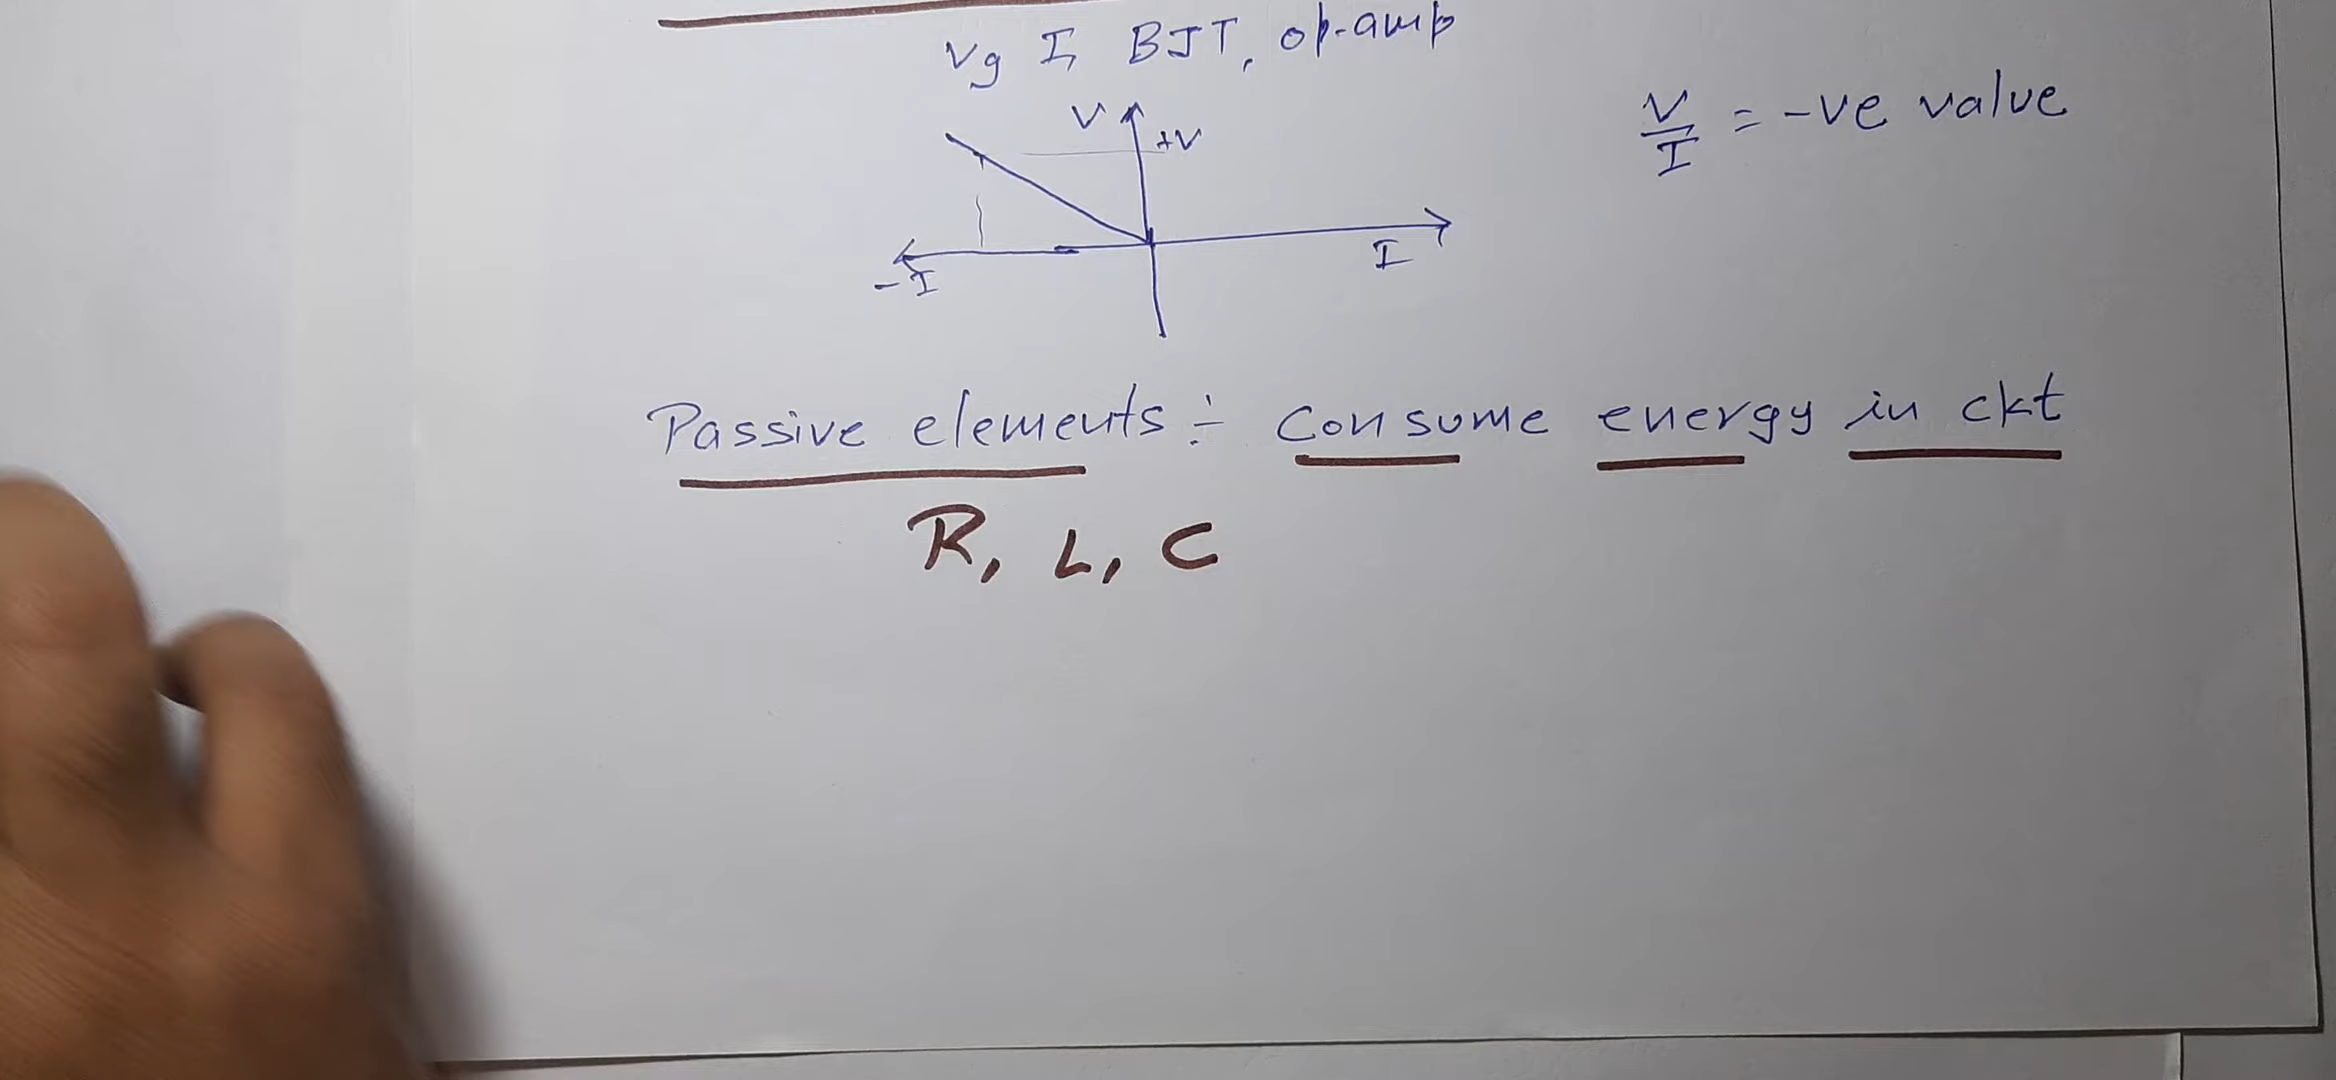 Vg I, BJT, op-amp
V +V
-I I
V/I = -ve value
Passive elements ÷ Consume energy in ckt
R, L, C